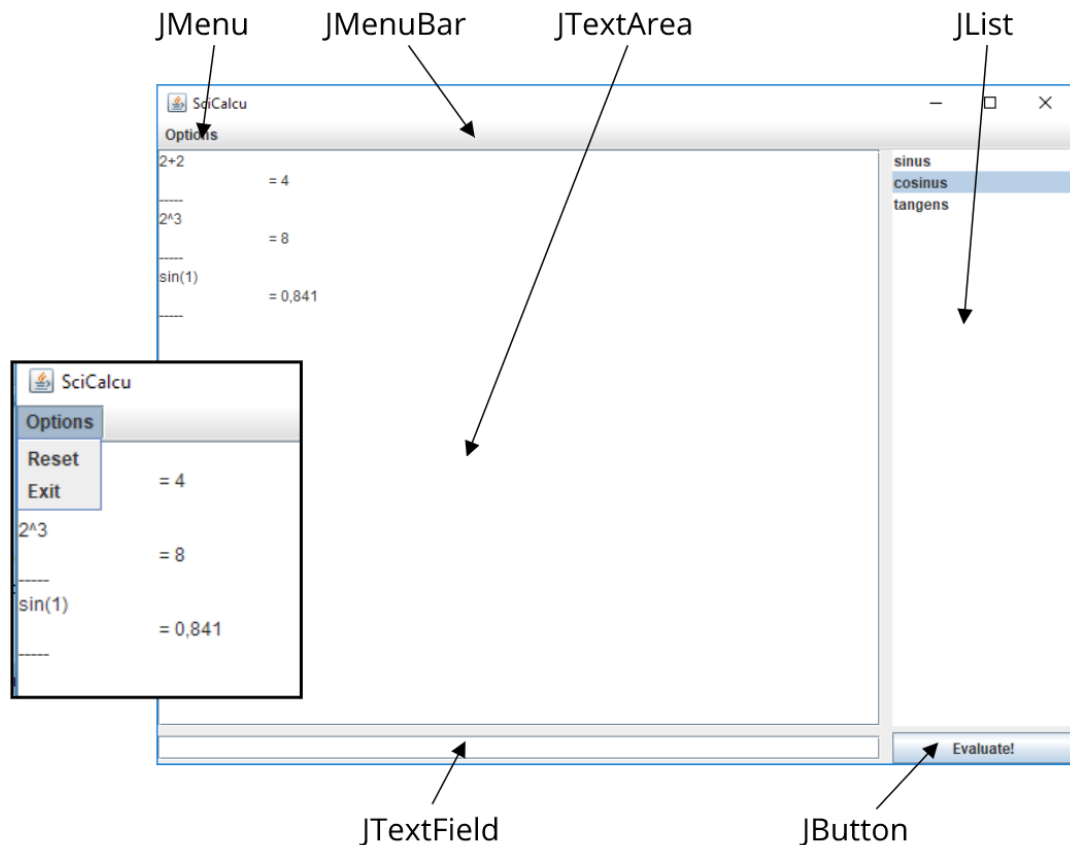 JMenu JMenuBar JTextArea JList
SciCalcu
Options
2+2
= 4
-----
2^3
= 8
-----
sin(1)
= 0,841
-----
sinus
cosinus
tangens
SciCalcu
Options
Reset
Exit
= 4
2^3
= 8
-----
sin(1)
= 0,841
-----
Evaluate!
JTextField JButton